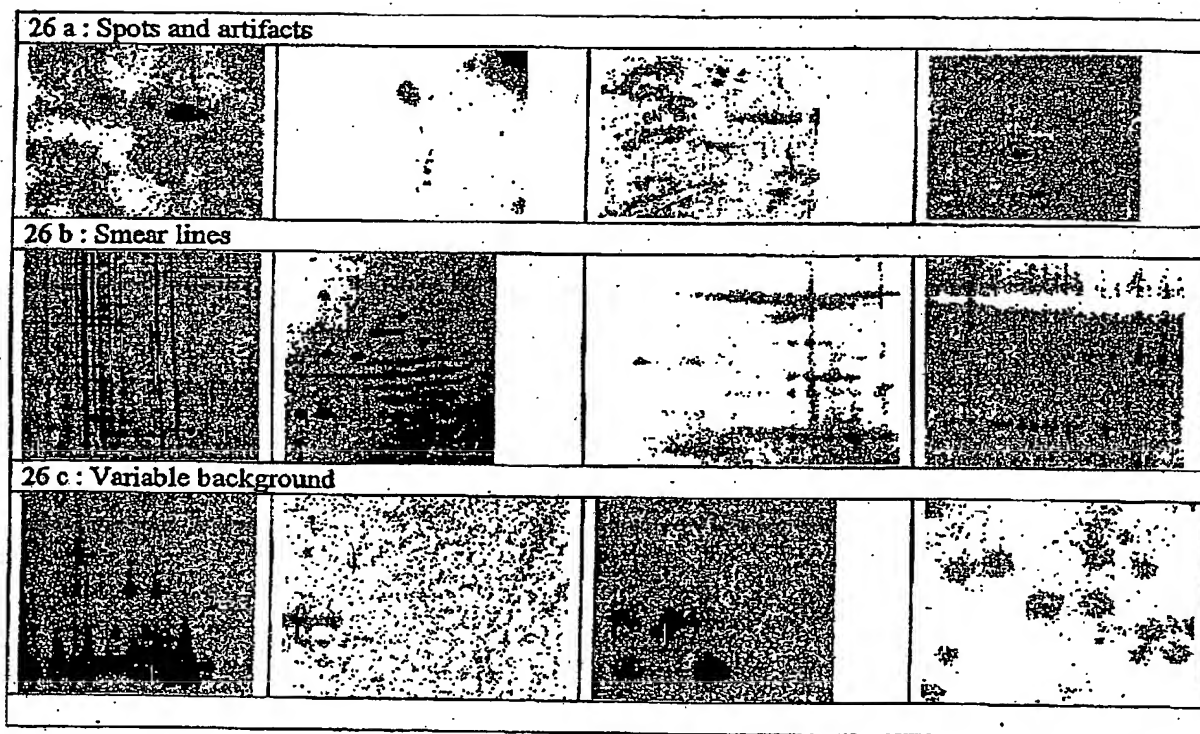 26 a : Spots and artifacts
26 b : Smear lines
26 c : Variable background